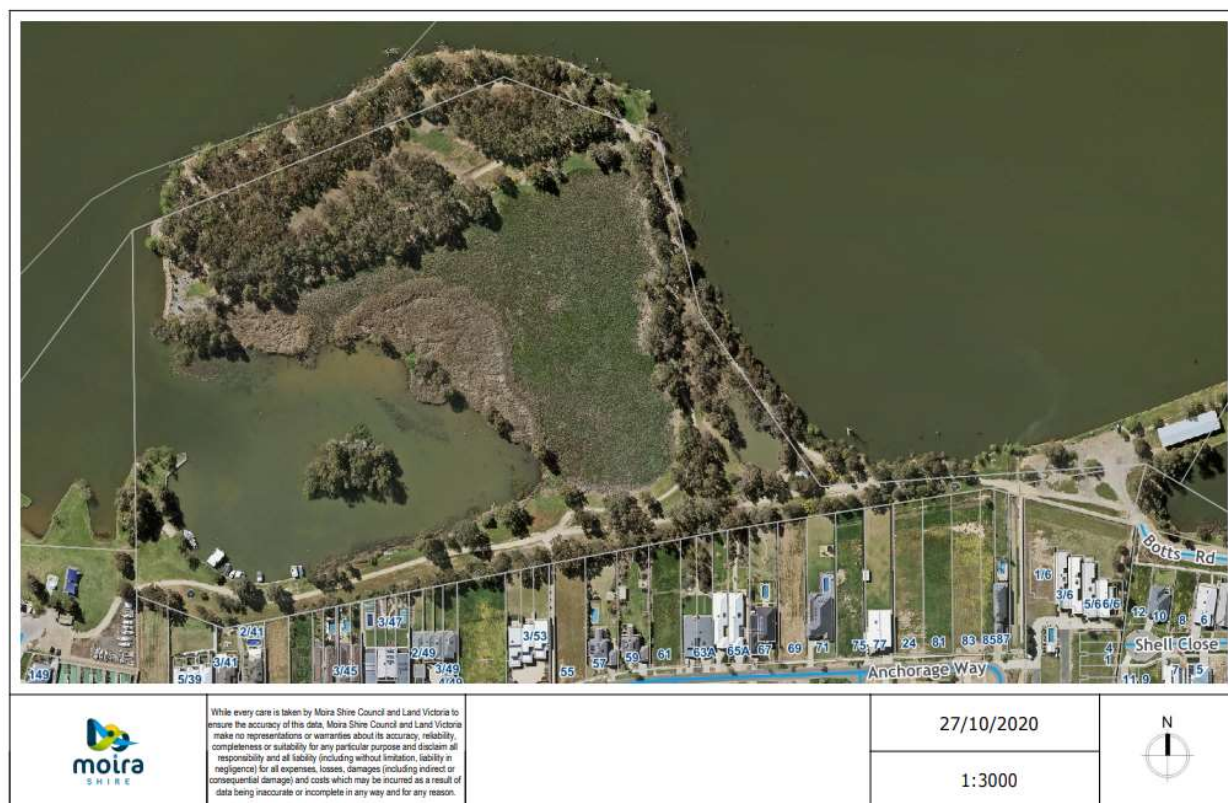 2/41
3/41
5/39
149
3/47
3/45
2/49
3/49
4/49
3/53
55
57
59
61
63A
65A
67
69
71
75
77
24
81
83
8587
1/6
3/6
5/6 6/6
12
10
8
6
4
1
11
9
7
5
Botts Rd
Shell Close
Anchorage Way
moira
SHIRE
While every care is taken by Moira Shire Council and Land Victoria to
ensure the accuracy of this data, Moira Shire Council and Land Victoria
make no representations or warranties about its accuracy, reliability,
completeness or suitability for any particular purpose and disclaim all
responsibility and all liability (including without limitation, liability in
negligence) for all expenses, losses, damages (including indirect or
consequential damage) and costs which may be incurred as a result of
data being inaccurate or incomplete in any way and for any reason.
27/10/2020
1:3000
N